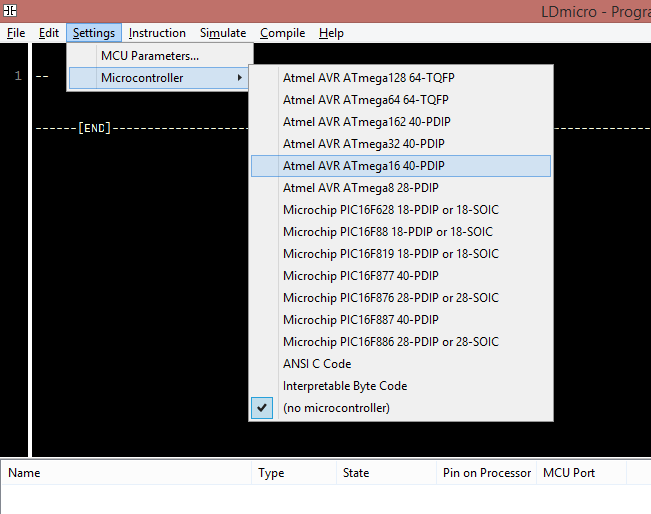 LDmicro - Progra
File Edit Settings Instruction Simulate Compile Help
MCU Parameters...
1 -- Microcontroller
Atmel AVR ATmega128 64-TQFP
Atmel AVR ATmega64 64-TQFP
Atmel AVR ATmega162 40-PDIP
------[END]------
Atmel AVR ATmega32 40-PDIP
Atmel AVR ATmega16 40-PDIP
Atmel AVR ATmega8 28-PDIP
Microchip PIC16F628 18-PDIP or 18-SOIC
Microchip PIC16F88 18-PDIP or 18-SOIC
Microchip PIC16F819 18-PDIP or 18-SOIC
Microchip PIC16F877 40-PDIP
Microchip PIC16F876 28-PDIP or 28-SOIC
Microchip PIC16F887 40-PDIP
Microchip PIC16F886 28-PDIP or 28-SOIC
ANSI C Code
Interpretable Byte Code
(no microcontroller)
Name Type State Pin on Processor MCU Port